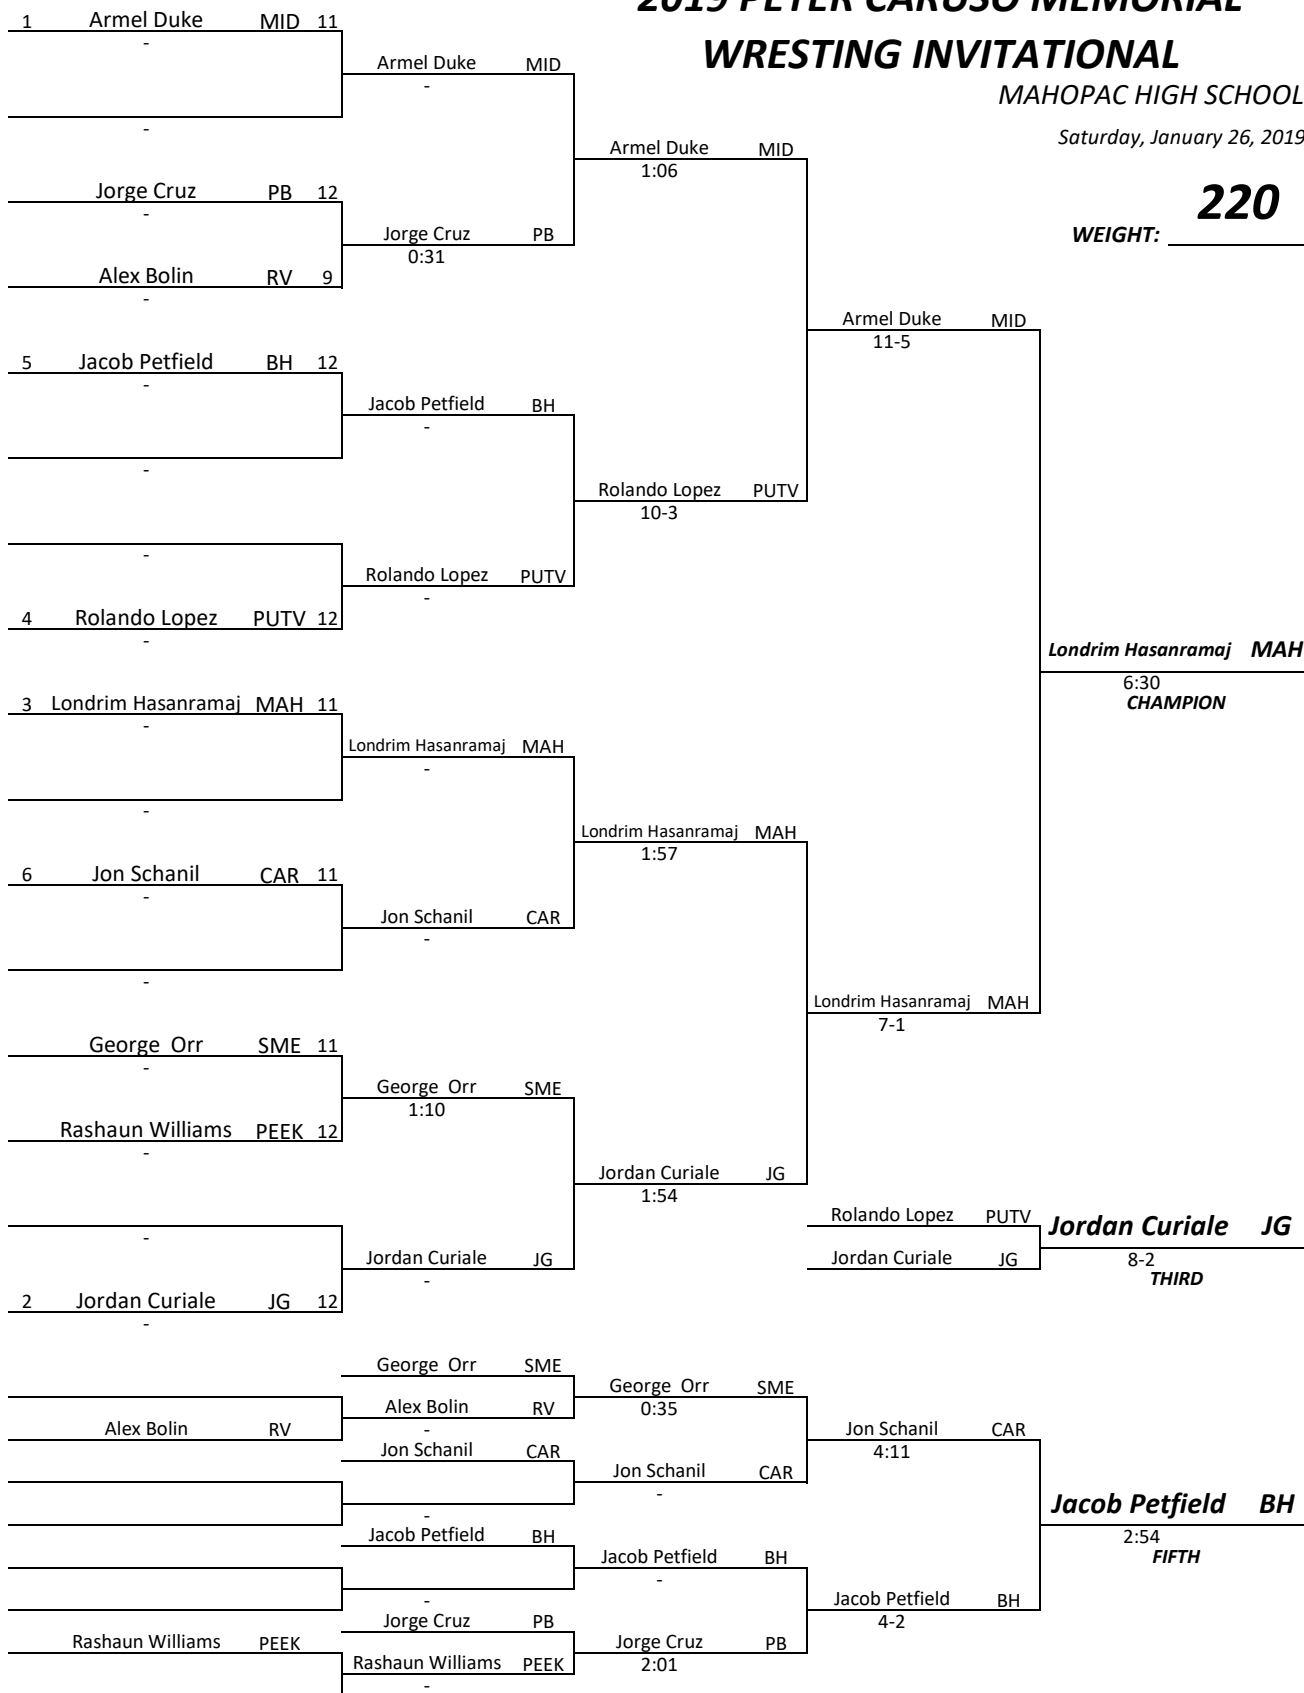 2019 PETER CARUSO MEMORIAL
WRESTING INVITATIONAL
MAHOPAC HIGH SCHOOL
Saturday, January 26, 2019
WEIGHT: 220
1 Armel Duke MID 11
-
-
Jorge Cruz PB 12
-
Alex Bolin RV 9
-
5 Jacob Petfield BH 12
-
-
-
4 Rolando Lopez PUTV 12
-
3 Londrim Hasanramaj MAH 11
-
-
6 Jon Schanil CAR 11
-
-
George Orr SME 11
-
Rashaun Williams PEEK 12
-
-
2 Jordan Curiale JG 12
-
Armel Duke MID
-
Jorge Cruz PB
0:31
Jacob Petfield BH
-
Rolando Lopez PUTV
-
Londrim Hasanramaj MAH
-
Jon Schanil CAR
-
George Orr SME
1:10
Jordan Curiale JG
-
Armel Duke MID
1:06
Rolando Lopez PUTV
10-3
Londrim Hasanramaj MAH
1:57
Jordan Curiale JG
1:54
Armel Duke MID
11-5
Londrim Hasanramaj MAH
7-1
Londrim Hasanramaj MAH
6:30
CHAMPION
Rolando Lopez PUTV
Jordan Curiale JG
Jordan Curiale JG
8-2
THIRD
Alex Bolin RV
Rashaun Williams PEEK
George Orr SME
Alex Bolin RV
-
Jon Schanil CAR
-
Jacob Petfield BH
-
Jorge Cruz PB
Rashaun Williams PEEK
-
George Orr SME
0:35
Jon Schanil CAR
-
Jacob Petfield BH
-
Jorge Cruz PB
2:01
Jon Schanil CAR
4:11
Jacob Petfield BH
4-2
Jacob Petfield BH
2:54
FIFTH